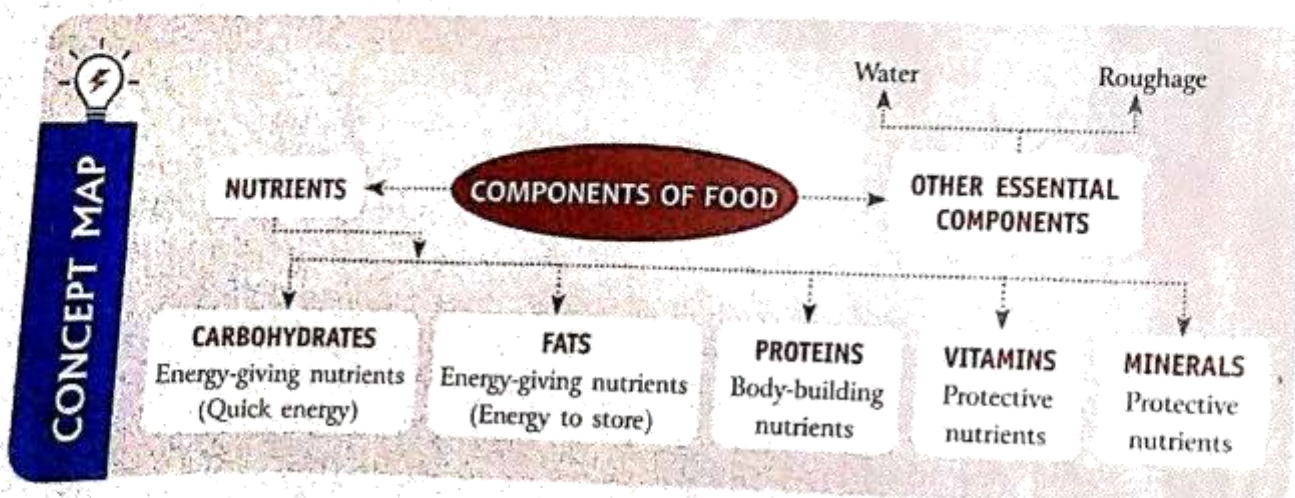 CONCEPT MAP
Water
Roughage
NUTRIENTS
COMPONENTS OF FOOD
OTHER ESSENTIAL
COMPONENTS
CARBOHYDRATES
Energy-giving nutrients
(Quick energy)
FATS
Energy-giving nutrients
(Energy to store)
PROTEINS
Body-building
nutrients
VITAMINS
Protective
nutrients
MINERALS
Protective
nutrients